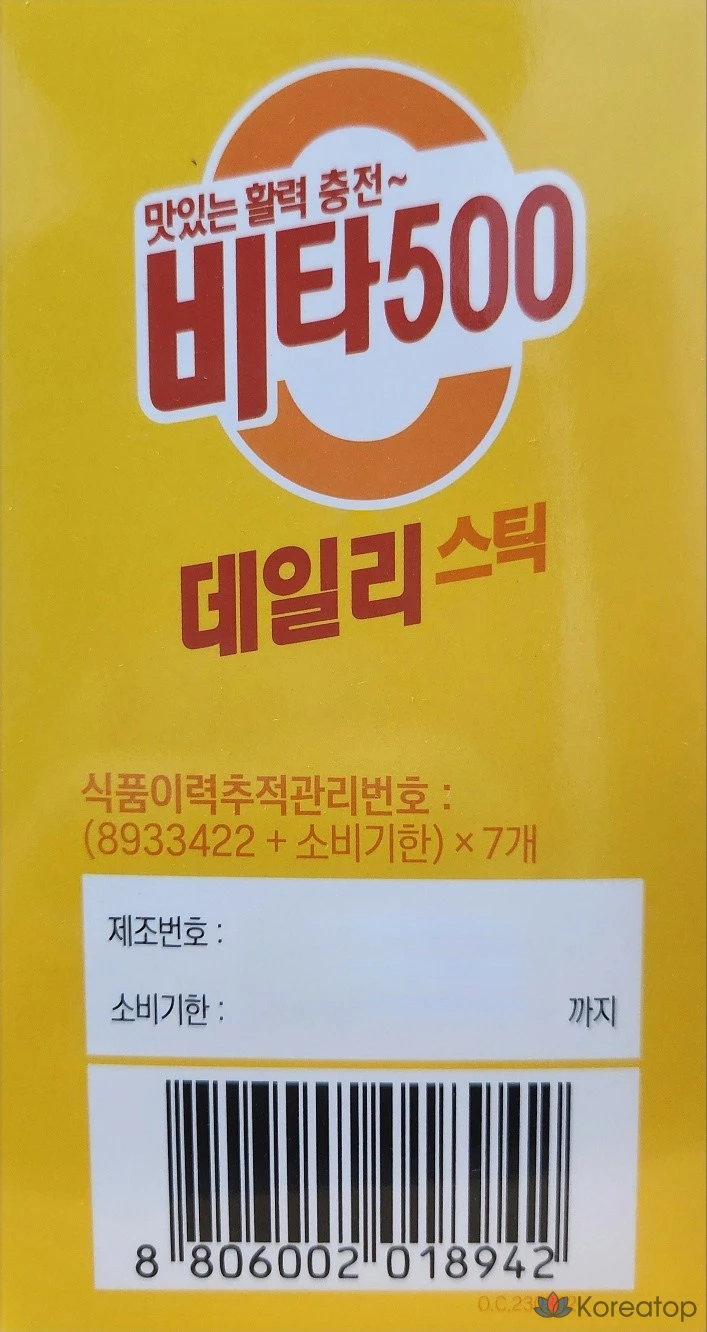 맛있는 활력 충전~
비타500
데일리 스틱
식품이력추적관리번호 :
(8933422 + 소비기한) × 7개
제조번호 :
소비기한 : 까지
8 806002 018942
Koreatop